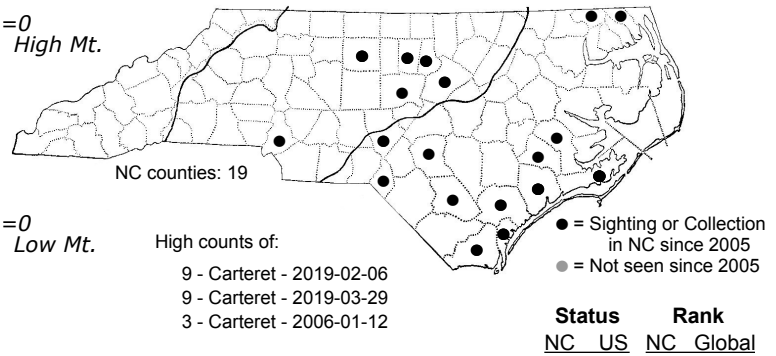 =0
High Mt.
NC counties: 19
=0
Low Mt.
High counts of:
9 - Carteret - 2019-02-06
9 - Carteret - 2019-03-29
3 - Carteret - 2006-01-12
● = Sighting or Collection
in NC since 2005
● = Not seen since 2005
Status Rank
NC US NC Global